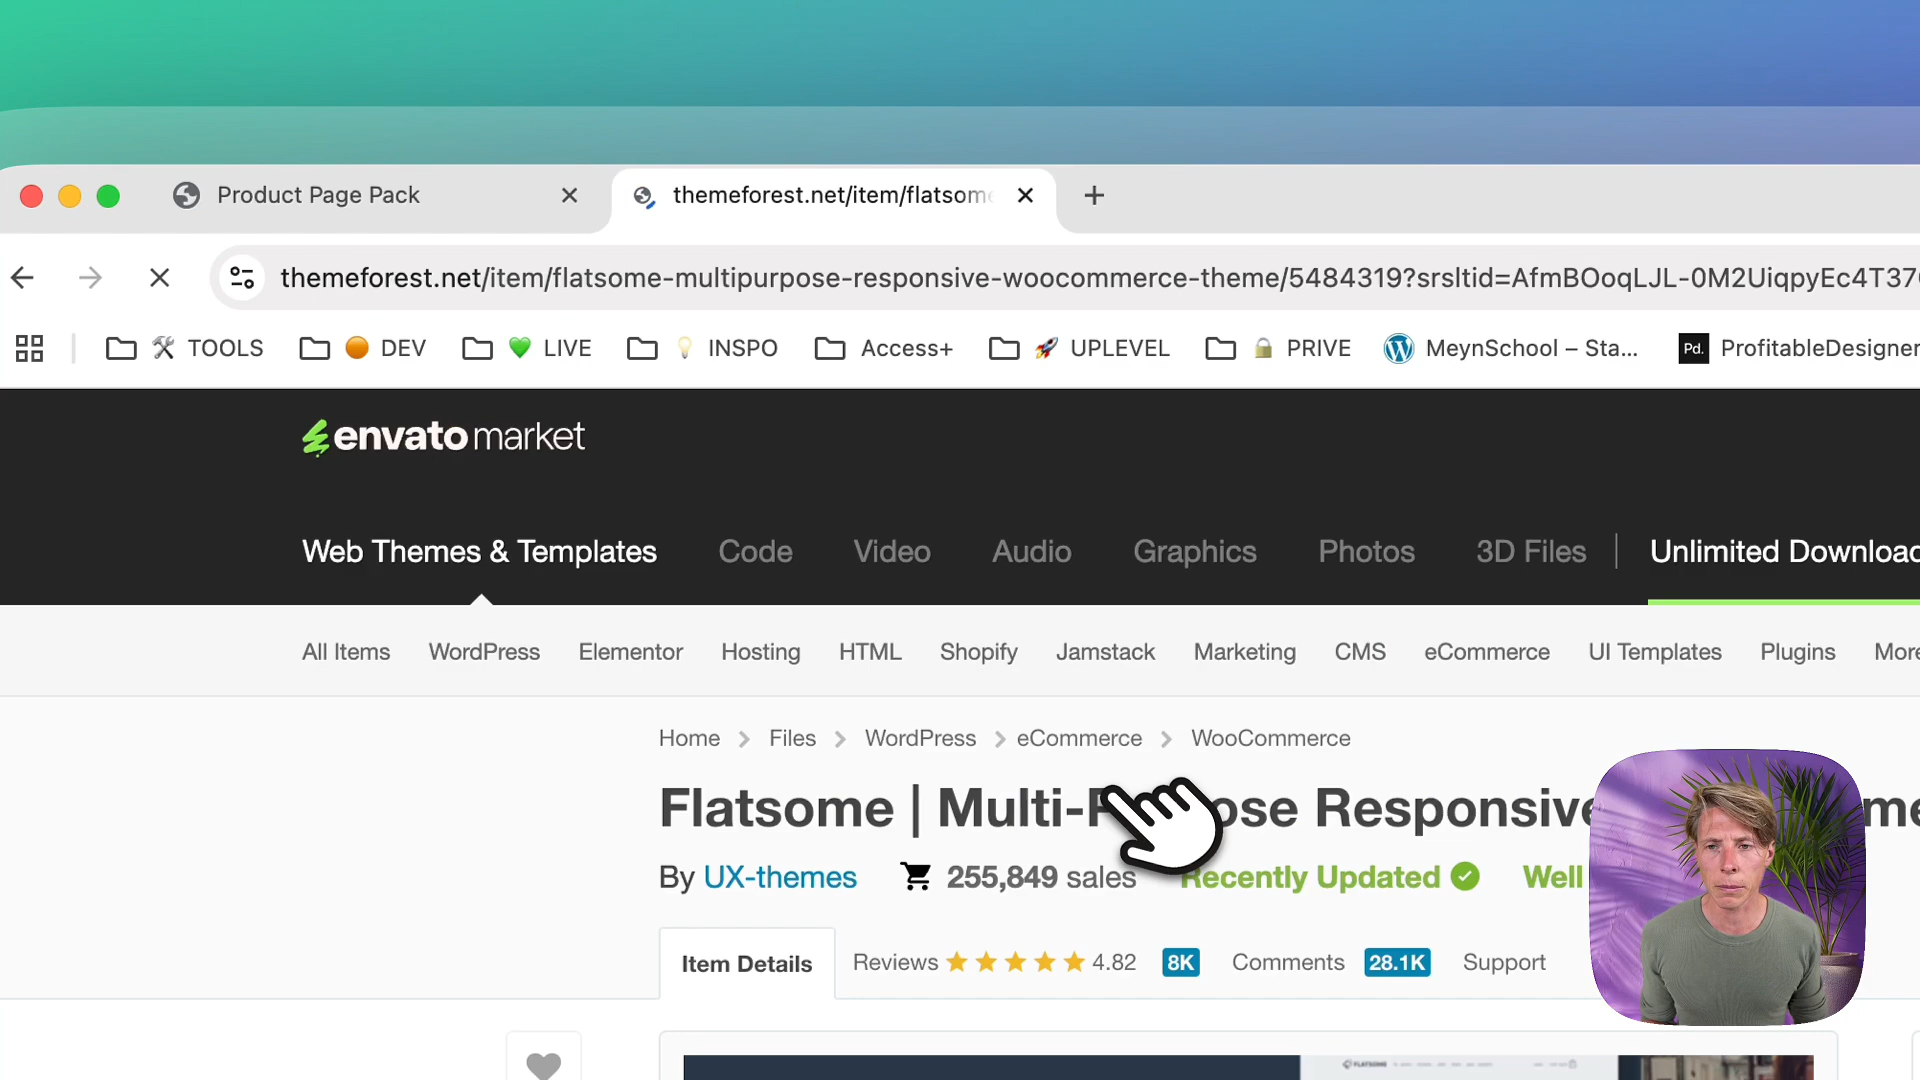 Product Page Pack
themeforest.net/item/flatsome
themeforest.net/item/flatsome-multipurpose-responsive-woocommerce-theme/5484319?srsltid=AfmBOoqLJL-0M2UiqpyEc4T37
TOOLS DEV LIVE INSPO Access+ UPLEVEL PRIVE MeynSchool – Sta... Pd. ProfitableDesigner
envato market
Web Themes & Templates Code Video Audio Graphics Photos 3D Files Unlimited Downloa
All Items WordPress Elementor Hosting HTML Shopify Jamstack Marketing CMS eCommerce UI Templates Plugins More
Home Files WordPress eCommerce WooCommerce
Flatsome | Multi-P ose Responsive me
By UX-themes 255,849 sales Recently Updated Well
Item Details Reviews 4.82 8K Comments 28.1K Support
FLATSOME